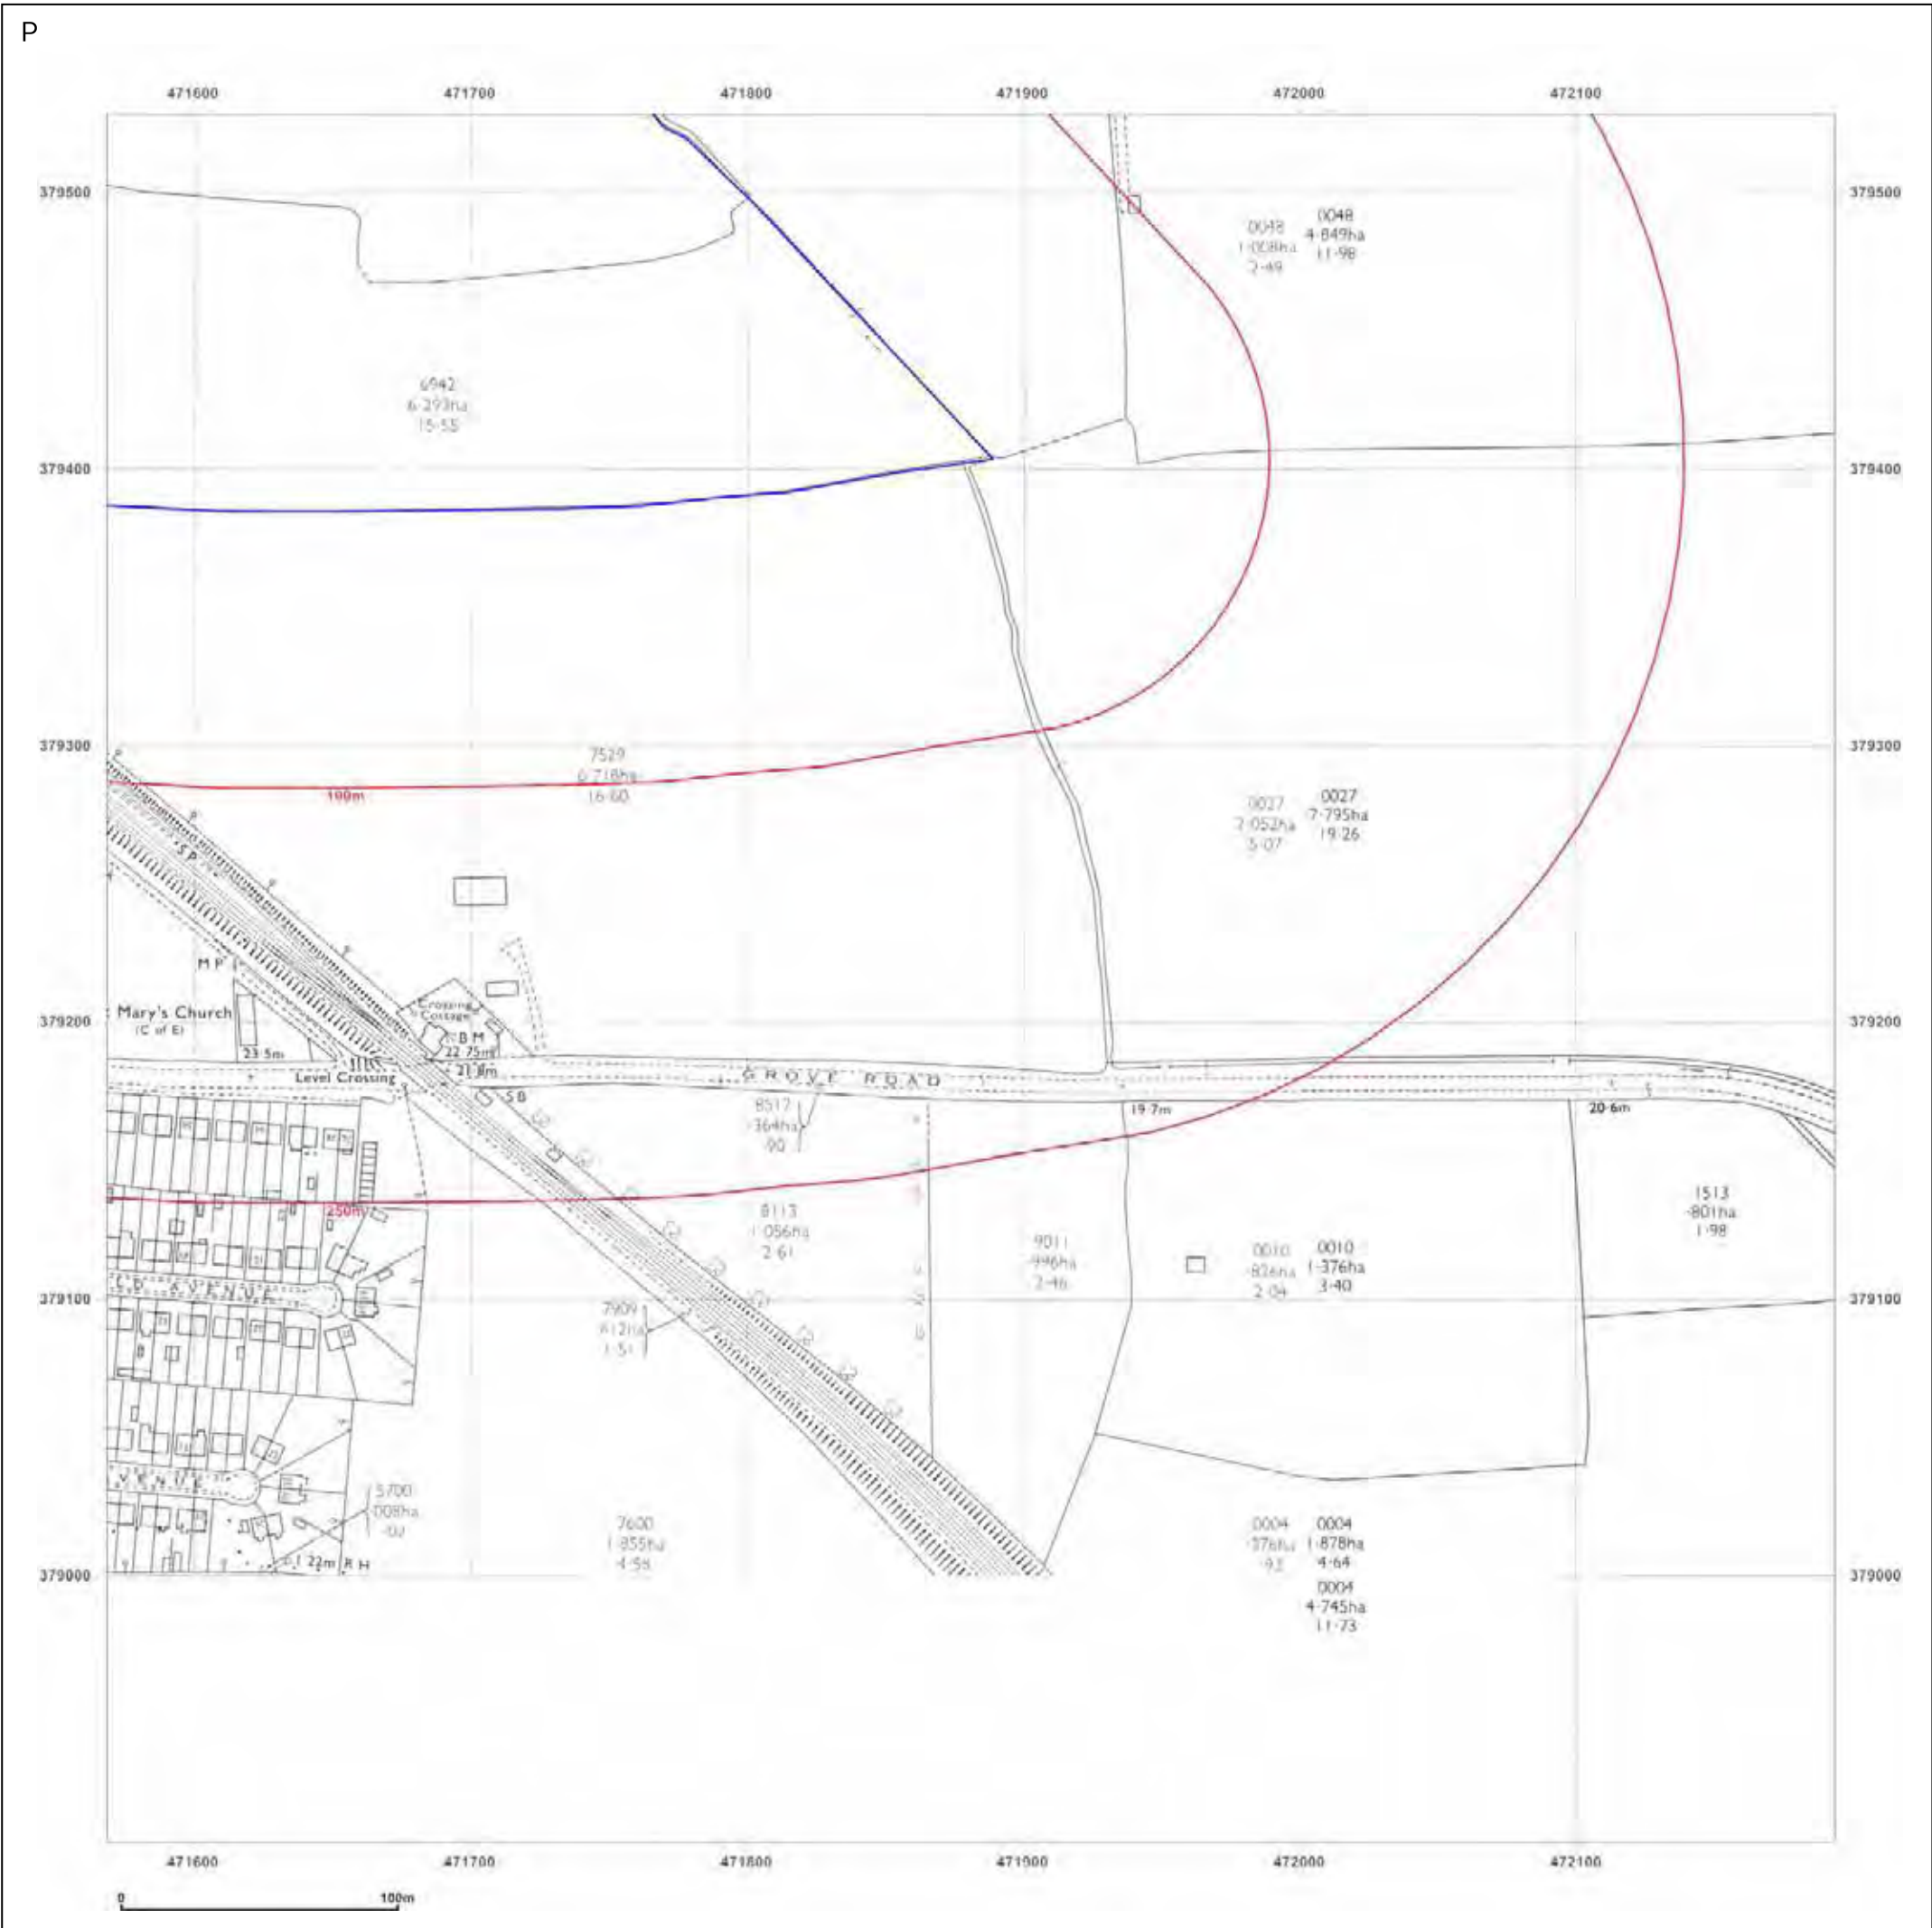 P
471600 471700 471800 471900 472000 472100
379500 379500
0048 0048
1·008ha 4·849ha
2·49 11·98
6942
6·293ha
15·55
379400 379400
379300 379300
7529
6·718ha
16·60
100m
0027 0027
2·052ha 7·795ha
5·07 19·26
S P
M P
Crossing
Cottage
Mary's Church
(C of E)
379200 379200
B M
22·75m
23·5m
21·8m
Level Crossing
GROVE ROAD
S B
8517
·364ha
·90
19·7m
20·6m
1513
·801ha
1·98
250m
8113
1·056ha
2·61
9011
·996ha
2·46
0010 0010
·826ha 1·376ha
2·04 3·40
AVENUE
379100 379100
7909
·612ha
1·51
VENUE
5700
·008ha
·02
7600
1·855ha
4·58
0004 0004
·376ha 1·878ha
·93 4·64
1·22m R H
379000 379000
0004
4·745ha
11·73
471600 471700 471800 471900 472000 472100
0 100m